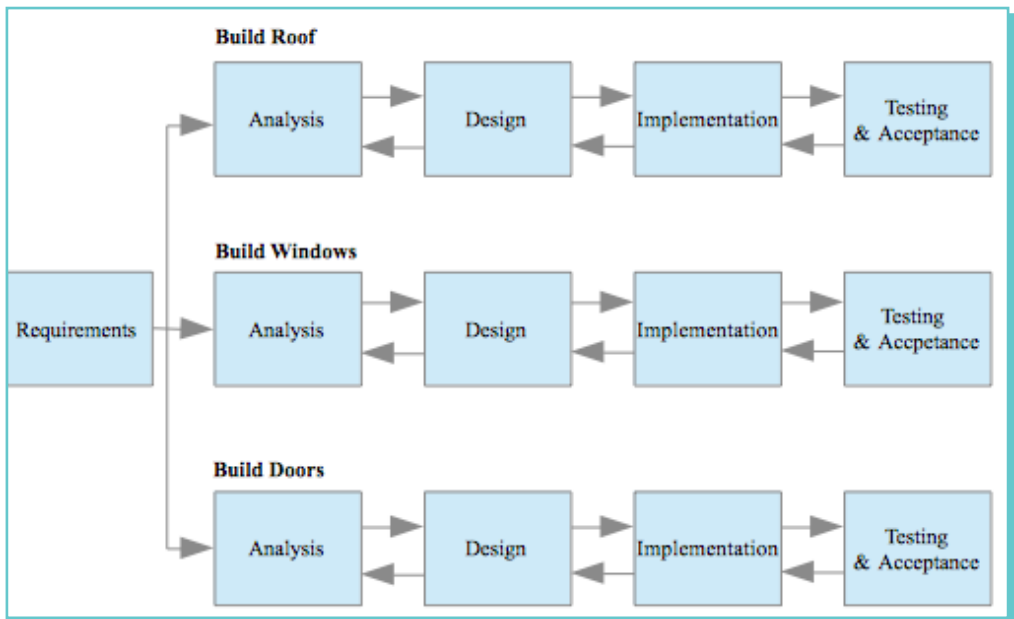 Build Roof
Analysis
Design
Implementation
Testing
& Acceptance
Build Windows
Requirements
Analysis
Design
Implementation
Testing
& Accpetance
Build Doors
Analysis
Design
Implementation
Testing
& Acceptance